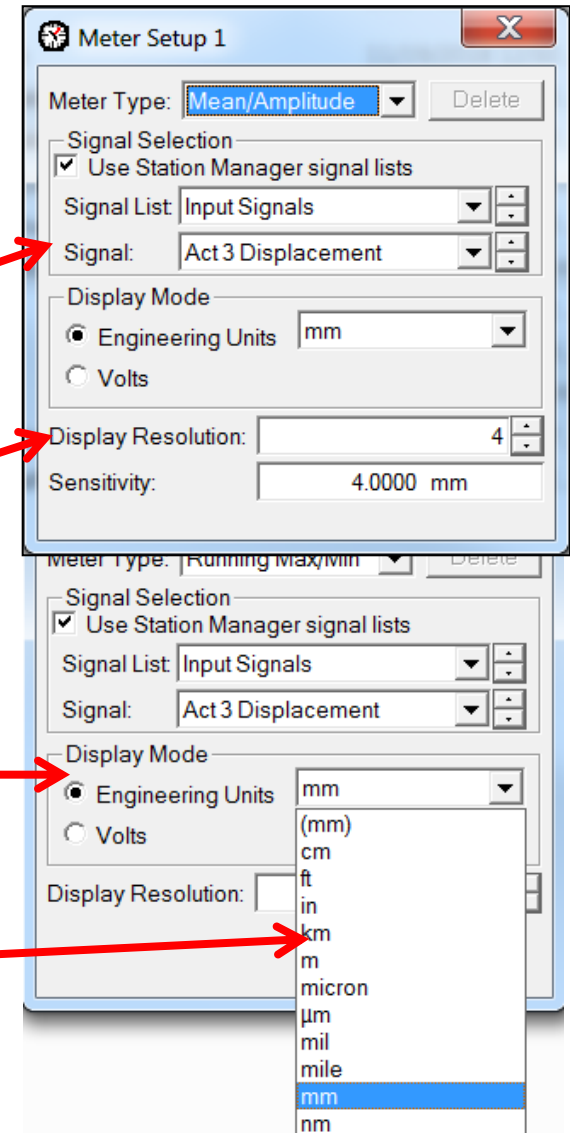 Meter Setup 1
X
Meter Type: Mean/Amplitude Delete
Signal Selection
Use Station Manager signal lists
Signal List: Input Signals
Signal: Act 3 Displacement
Display Mode
Engineering Units mm
Volts
Display Resolution: 4
Sensitivity: 4.0000 mm
Meter Type: Running Max/Min Delete
Signal Selection
Use Station Manager signal lists
Signal List: Input Signals
Signal: Act 3 Displacement
Display Mode
Engineering Units mm
Volts
(mm)
cm
ft
Display Resolution:
in
km
m
micron
µm
mil
mile
mm
nm